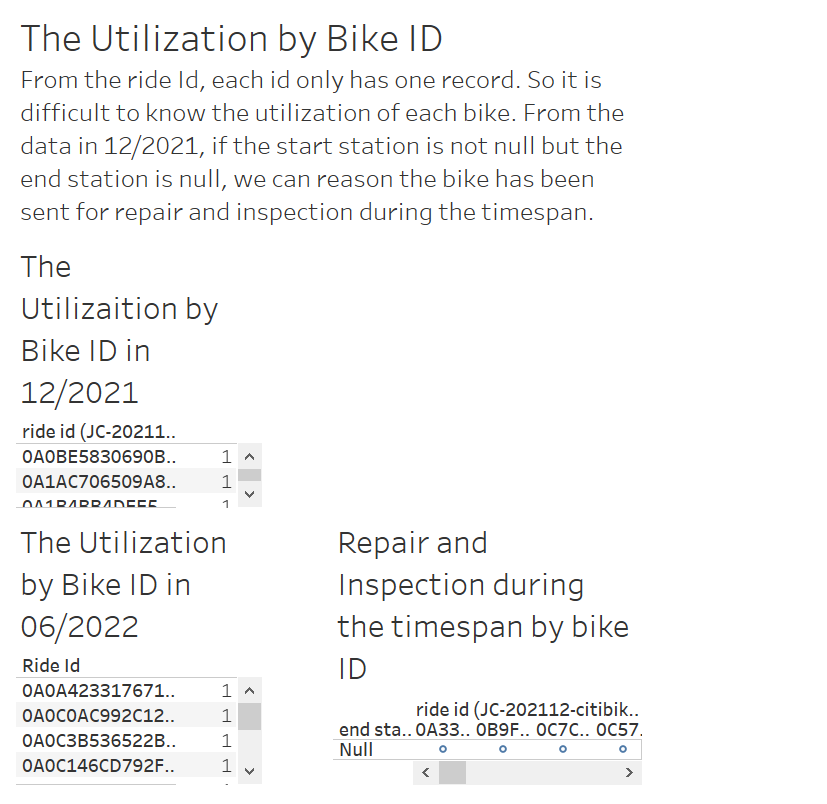 The Utilization by Bike ID
From the ride Id, each id only has one record. So it is
difficult to know the utilization of each bike. From the
data in 12/2021, if the start station is not null but the
end station is null, we can reason the bike has been
sent for repair and inspection during the timespan.
The
Utilizaition by
Bike ID in
12/2021
ride id (JC-20211..
0A0BE5830690B.. 1
0A1AC706509A8.. 1
0A1B4BB4DEE5 1
The Utilization
by Bike ID in
06/2022
Ride Id
0A0A423317671.. 1
0A0C0AC992C12.. 1
0A0C3B536522B.. 1
0A0C146CD792F.. 1
Repair and
Inspection during
the timespan by bike
ID
ride id (JC-202112-citibik..
end sta.. 0A33.. 0B9F.. 0C7C.. 0C57.
Null